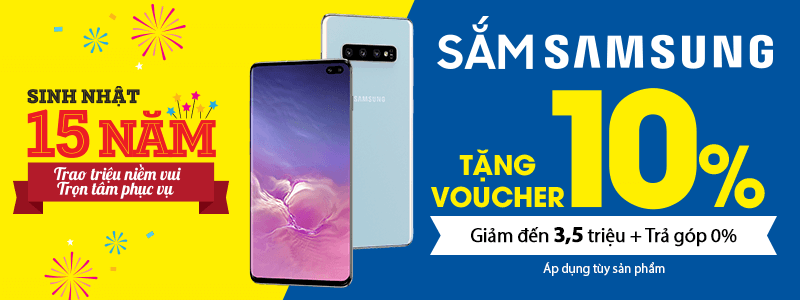 SINH NHẬT
15 NĂM
Trao triệu niềm vui
Trọn tâm phục vụ
SAMSUNG
SẮM SAMSUNG
TẶNG
VOUCHER
10%
Giảm đến 3,5 triệu + Trả góp 0%
Áp dụng tùy sản phẩm